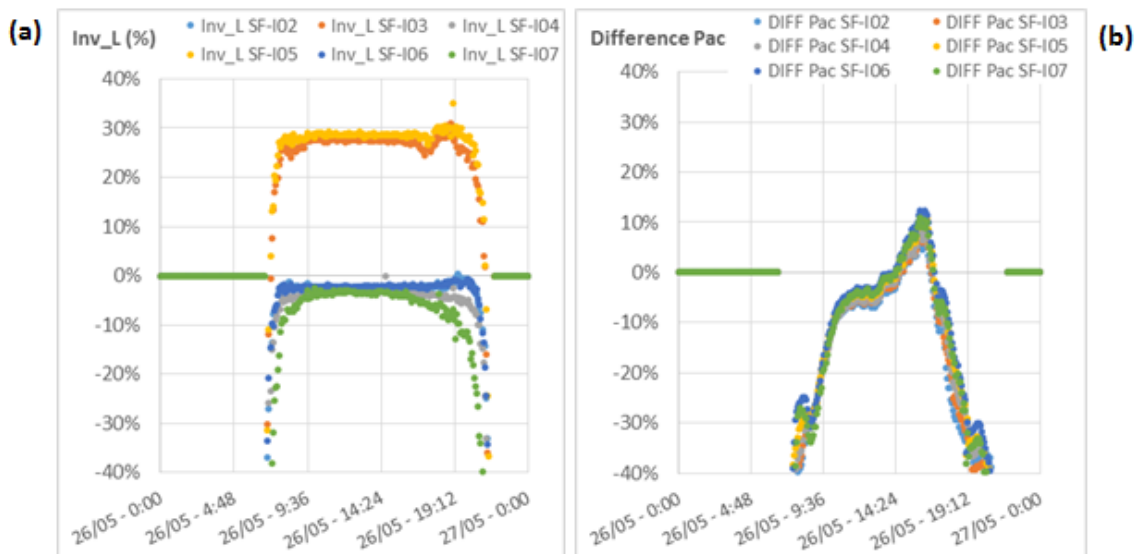 (a)
Inv_L (%)
Inv_L SF-I02 Inv_L SF-I03 Inv_L SF-I04
Inv_L SF-I05 Inv_L SF-I06 Inv_L SF-I07
40%
30%
20%
10%
0%
-10%
-20%
-30%
-40%
26/05 - 0:00 26/05 - 4:48 26/05 - 9:36 26/05 - 14:24 26/05 - 19:12 27/05 - 0:00
(b)
Difference Pac
DIFF Pac SF-I02 DIFF Pac SF-I03
DIFF Pac SF-I04 DIFF Pac SF-I05
DIFF Pac SF-I06 DIFF Pac SF-I07
40%
30%
20%
10%
0%
-10%
-20%
-30%
-40%
26/05 - 0:00 26/05 - 4:48 26/05 - 9:36 26/05 - 14:24 26/05 - 19:12 27/05 - 0:00